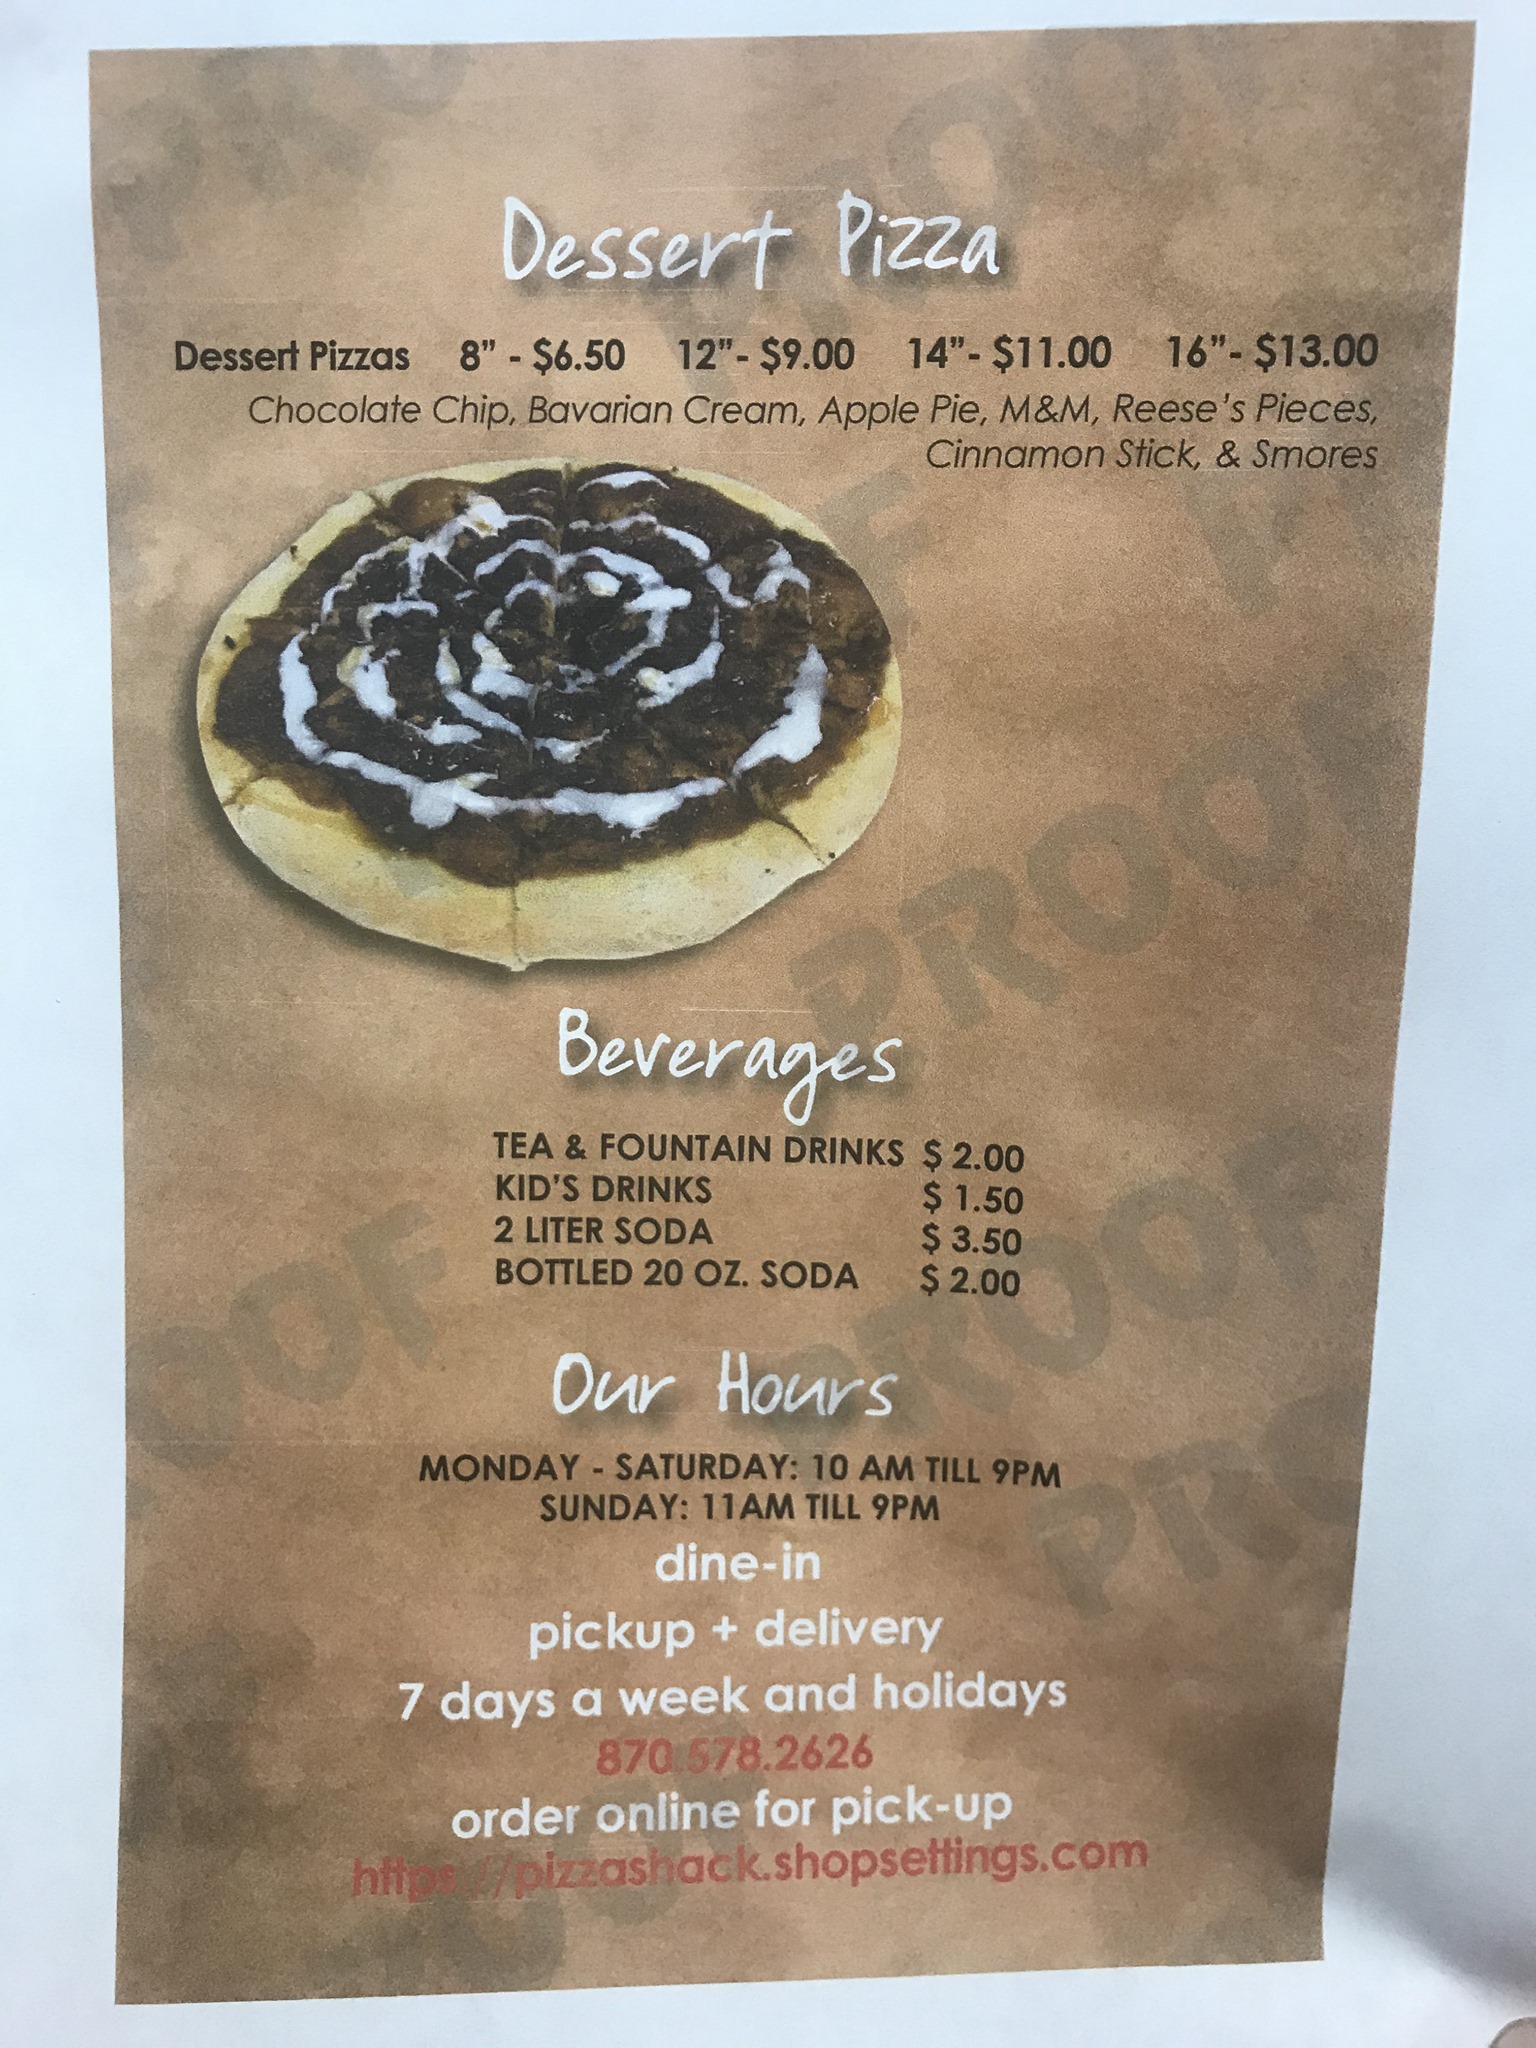 Dessert Pizza
Dessert Pizzas 8” - $6.50 12”- $9.00 14”- $11.00 16”- $13.00
Chocolate Chip, Bavarian Cream, Apple Pie, M&M, Reese's Pieces,
Cinnamon Stick, & Smores
Beverages
TEA & FOUNTAIN DRINKS $ 2.00
KID'S DRINKS $ 1.50
2 LITER SODA $ 3.50
BOTTLED 20 OZ. SODA $ 2.00
Our Hours
MONDAY - SATURDAY: 10 AM TILL 9PM
SUNDAY: 11AM TILL 9PM
dine-in
pickup + delivery
7 days a week and holidays
870.578.2626
order online for pick-up
https://pizzashack.shopsettings.com
PROOF
PROOF
PROOF